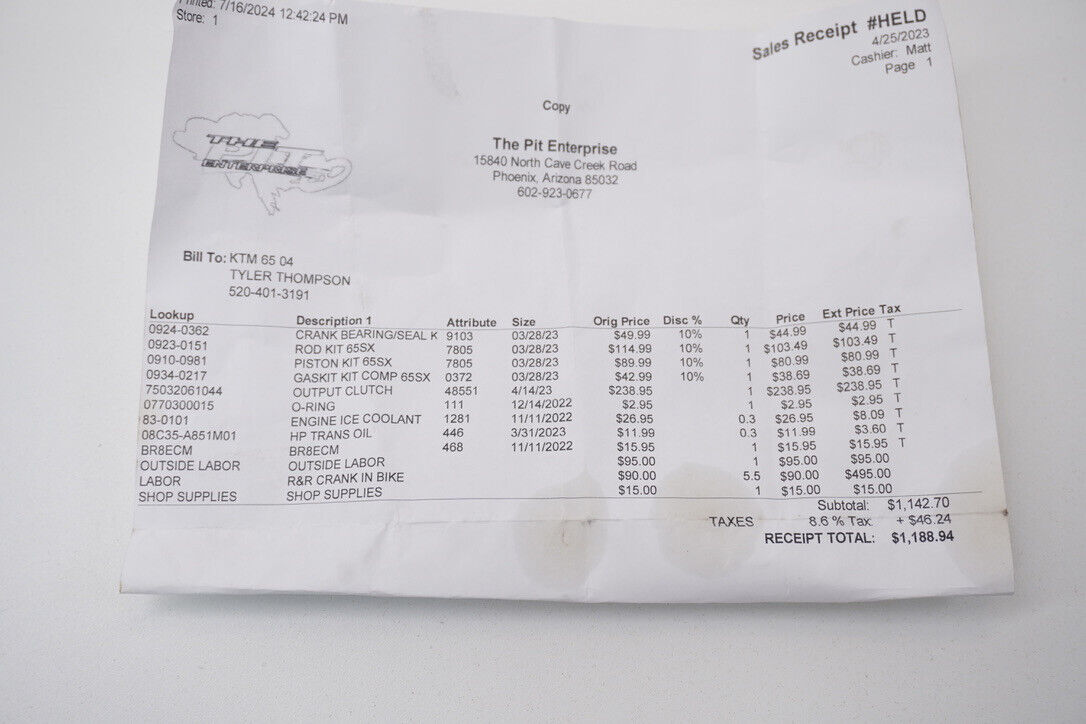 Printed: 7/16/2024 12:42:24 PM
Store: 1
Sales Receipt #HELD
4/25/2023
Cashier: Matt
Page 1
Copy
THE
PIT
ENTERPRISE
The Pit Enterprise
15840 North Cave Creek Road
Phoenix, Arizona 85032
602-923-0677
Bill To: KTM 65 04
TYLER THOMPSON
520-401-3191
Lookup Description 1 Attribute Size Orig Price Disc % Qty Price Ext Price Tax
0924-0362 CRANK BEARING/SEAL K 9103 03/28/23 $49.99 10% 1 $44.99 $44.99 T
0923-0151 ROD KIT 65SX 7805 03/28/23 $114.99 10% 1 $103.49 $103.49 T
0910-0981 PISTON KIT 65SX 7805 03/28/23 $89.99 10% 1 $80.99 $80.99 T
0934-0217 GASKIT KIT COMP 65SX 0372 03/28/23 $42.99 10% 1 $38.69 $38.69 T
75032061044 OUTPUT CLUTCH 48551 4/14/23 $238.95 1 $238.95 $238.95 T
0770300015 O-RING 111 12/14/2022 $2.95 1 $2.95 $2.95 T
83-0101 ENGINE ICE COOLANT 1281 11/11/2022 $26.95 0.3 $26.95 $8.09 T
08C35-A851M01 HP TRANS OIL 446 3/31/2023 $11.99 0.3 $11.99 $3.60 T
BR8ECM BR8ECM 468 11/11/2022 $15.95 1 $15.95 $15.95 T
OUTSIDE LABOR OUTSIDE LABOR $95.00 1 $95.00 $95.00
LABOR R&R CRANK IN BIKE $90.00 5.5 $90.00 $495.00
SHOP SUPPLIES SHOP SUPPLIES $15.00 1 $15.00 $15.00
Subtotal: $1,142.70
TAXES 8.6 % Tax: + $46.24
RECEIPT TOTAL: $1,188.94